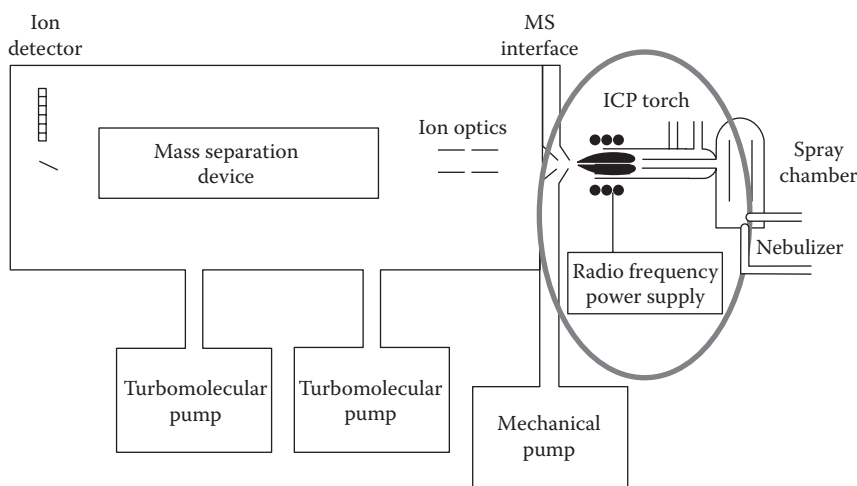 Ion
detector
MS
interface
ICP torch
Ion optics
Mass separation
device
Spray
chamber
Nebulizer
Radio frequency
power supply
Turbomolecular
pump
Turbomolecular
pump
Mechanical
pump